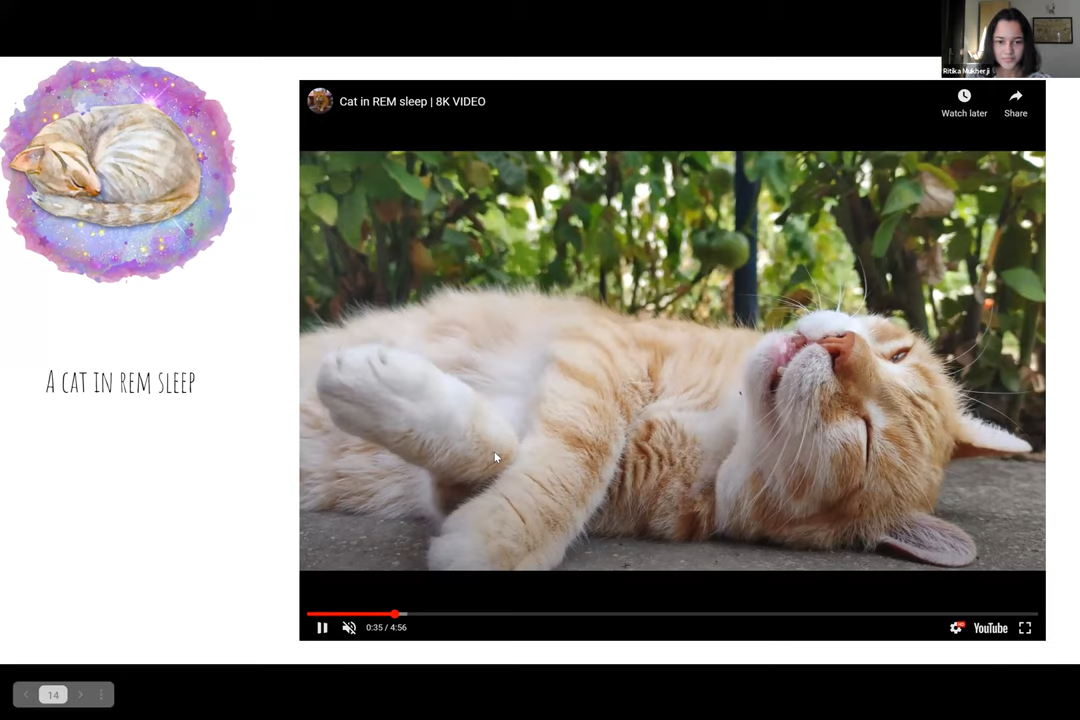 Ritika Mukherji
Cat in REM sleep | 8K VIDEO
Watch later
Share
A CAT IN REM SLEEP
0:35 / 4:56
HD
YouTube
14